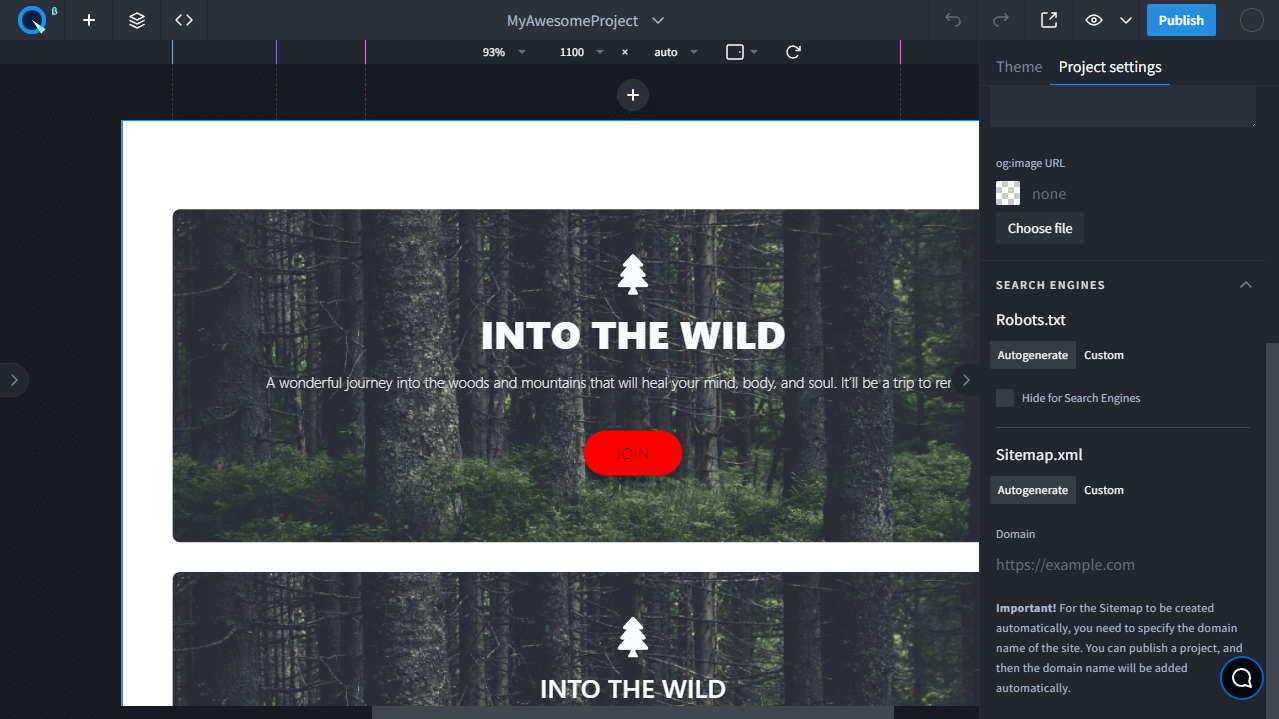 β
MyAwesomeProject
Publish
93%
1100
×
auto
Theme
Project settings
og:image URL
none
Choose file
SEARCH ENGINES
Robots.txt
Autogenerate
Custom
Hide for Search Engines
Sitemap.xml
Autogenerate
Custom
Domain
https://example.com
Important! For the Sitemap to be created
automatically, you need to specify the domain
name of the site. You can publish a project, and
then the domain name will be added
automatically.
INTO THE WILD
A wonderful journey into the woods and mountains that will heal your mind, body, and soul. It'll be a trip to
JOIN
INTO THE WILD